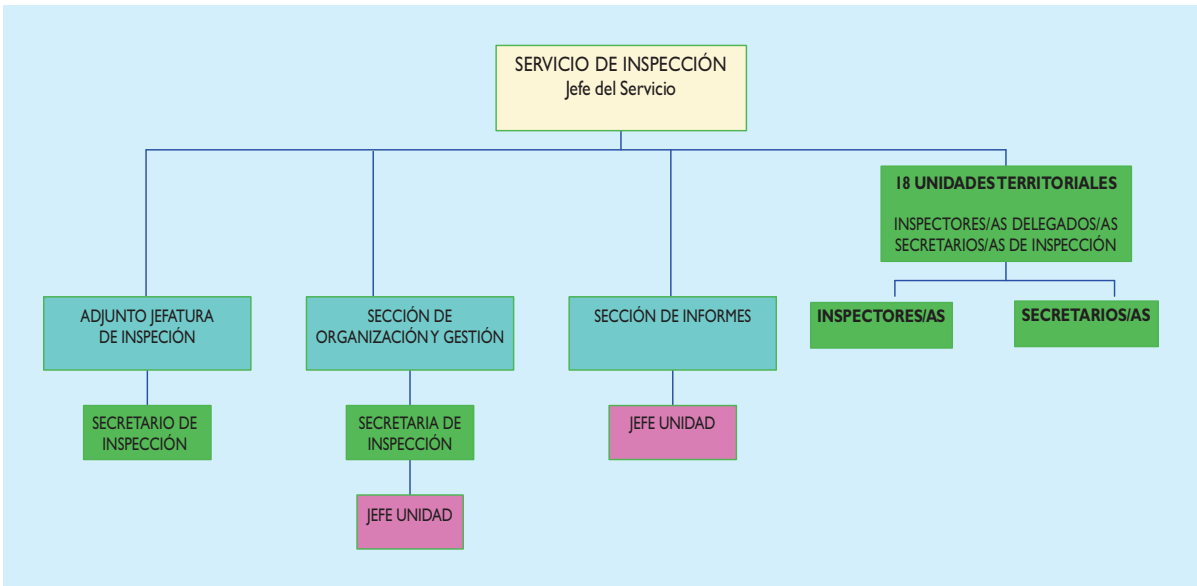 SERVICIO DE INSPECCIÓN
Jefe del Servicio
18 UNIDADES TERRITORIALES
INSPECTORES/AS DELEGADOS/AS
SECRETARIOS/AS DE INSPECCIÓN
ADJUNTO JEFATURA
DE INSPECIÓN
SECCIÓN DE
ORGANIZACIÓN Y GESTIÓN
SECCIÓN DE INFORMES
INSPECTORES/AS
SECRETARIOS/AS
SECRETARIO DE
INSPECCIÓN
SECRETARIA DE
INSPECCIÓN
JEFE UNIDAD
JEFE UNIDAD